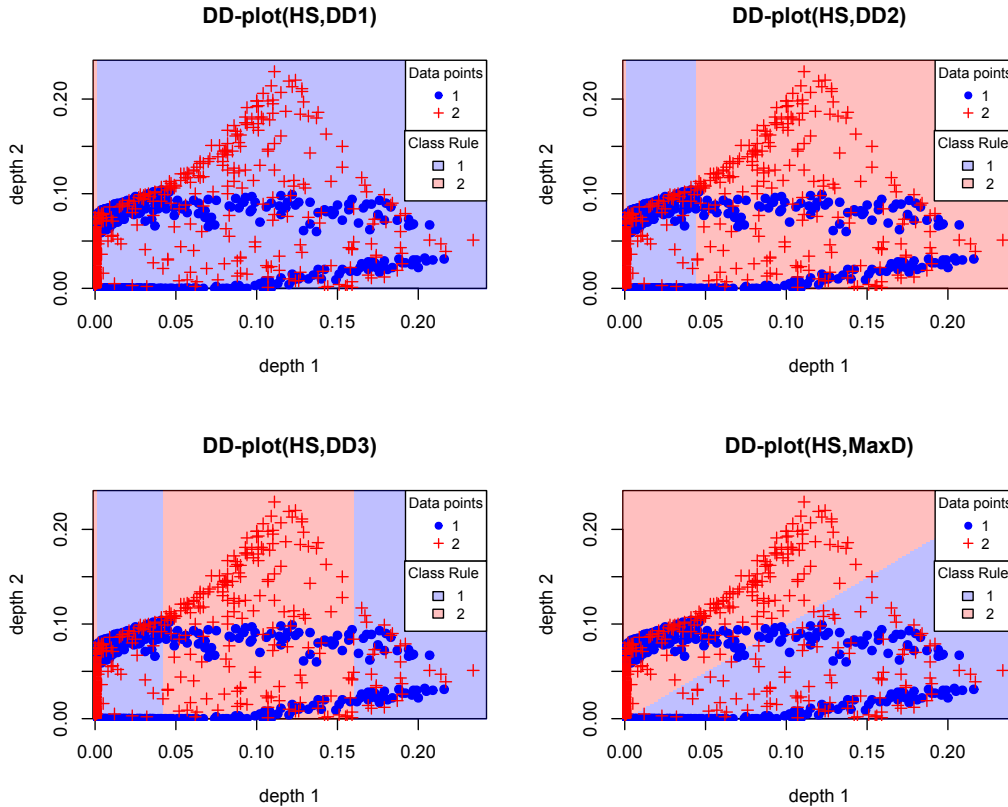 DD-plot(HS,DD1)
depth 2
0.00 0.10 0.20
0.00 0.05 0.10 0.15 0.20
depth 1
Data points
1
2
Class Rule
1
2
DD-plot(HS,DD2)
depth 2
0.00 0.10 0.20
0.00 0.05 0.10 0.15 0.20
depth 1
Data points
1
2
Class Rule
1
2
DD-plot(HS,DD3)
depth 2
0.00 0.10 0.20
0.00 0.05 0.10 0.15 0.20
depth 1
Data points
1
2
Class Rule
1
2
DD-plot(HS,MaxD)
depth 2
0.00 0.10 0.20
0.00 0.05 0.10 0.15 0.20
depth 1
Data points
1
2
Class Rule
1
2